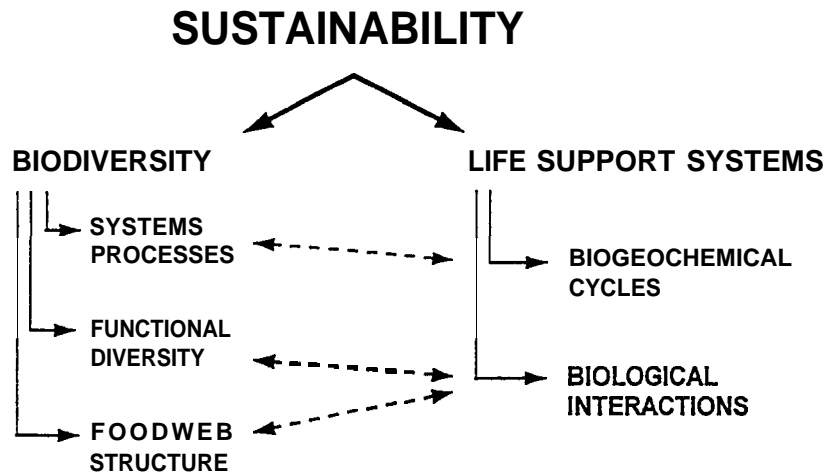 SUSTAINABILITY
BIODIVERSITY
SYSTEMS
PROCESSES
FUNCTIONAL
DIVERSITY
FOODWEB
STRUCTURE
LIFE SUPPORT SYSTEMS
BIOGEOCHEMICAL
CYCLES
BIOLOGICAL
INTERACTIONS